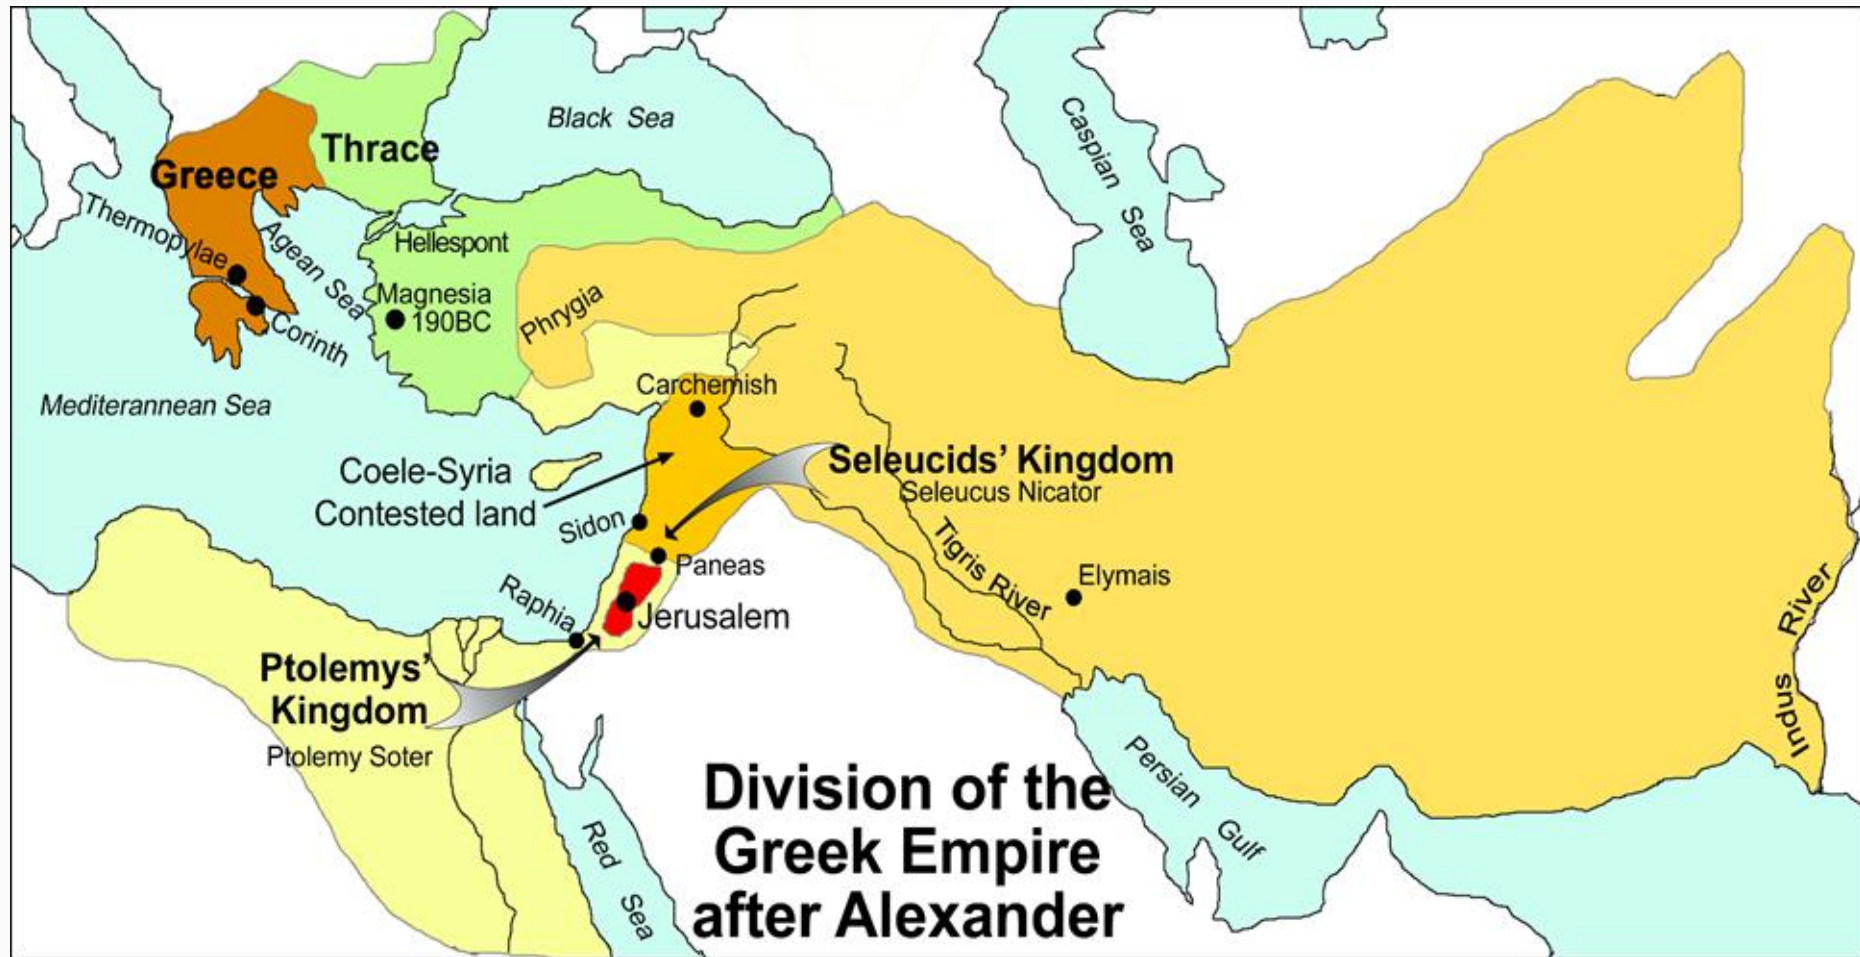 Black Sea
Caspian Sea
Thrace
Greece
Thermopylae
Agean Sea
Hellespont
Magnesia
190BC
Phrygia
Corinth
Mediterannean Sea
Carchemish
Coele-Syria
Contested land
Seleucids' Kingdom
Seleucus Nicator
Sidon
Tigris River
Paneas
Elymais
Raphia
Jerusalem
Indus River
Ptolemys'
Kingdom
Ptolemy Soter
Persian Gulf
Red Sea
Division of the
Greek Empire
after Alexander